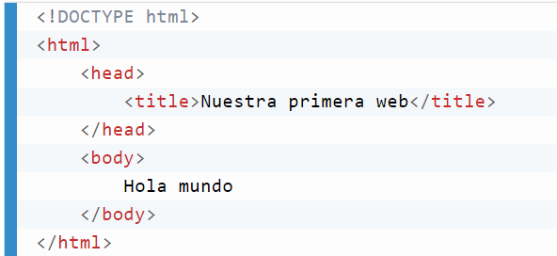 <!DOCTYPE html>
<html>
    <head>
        <title>Nuestra primera web</title>
    </head>
    <body>
        Hola mundo
    </body>
</html>